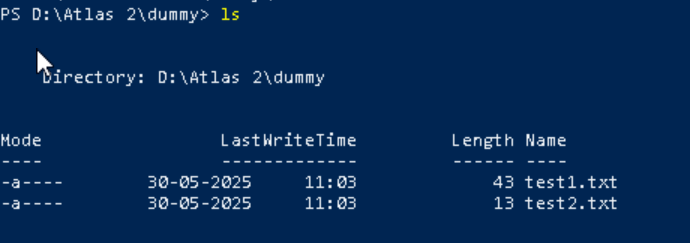 PS D:\Atlas 2\dummy> ls
Directory: D:\Atlas 2\dummy
Mode LastWriteTime Length Name
---- ------------- ------ ----
-a---- 30-05-2025 11:03 43 test1.txt
-a---- 30-05-2025 11:03 13 test2.txt